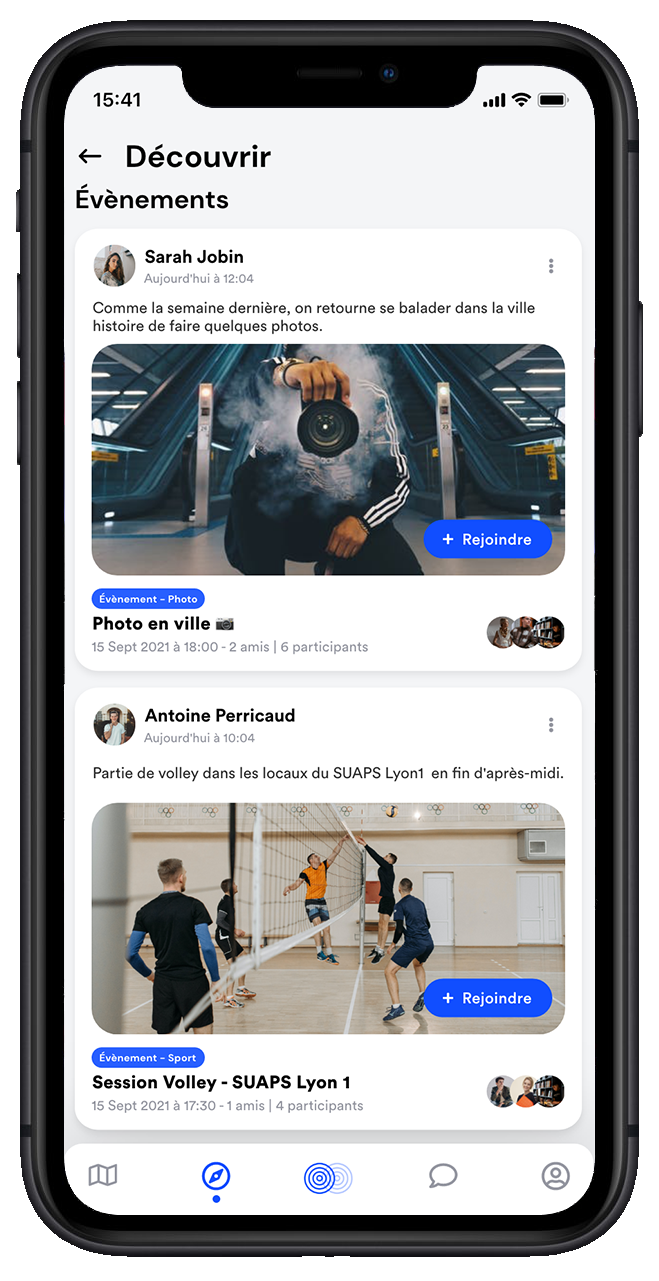 15:41
Découvrir
Évènements
Sarah Jobin
Aujourd'hui à 12:04
Comme la semaine dernière, on retourne se balader dans la ville
histoire de faire quelques photos.
+ Rejoindre
Évènement - Photo
Photo en ville 📷
15 Sept 2021 à 18:00 - 2 amis | 6 participants
Antoine Perricaud
Aujourd'hui à 10:04
Partie de volley dans les locaux du SUAPS Lyon1 en fin d'après-midi.
+ Rejoindre
Évènement - Sport
Session Volley - SUAPS Lyon 1
15 Sept 2021 à 17:30 - 1 amis | 4 participants